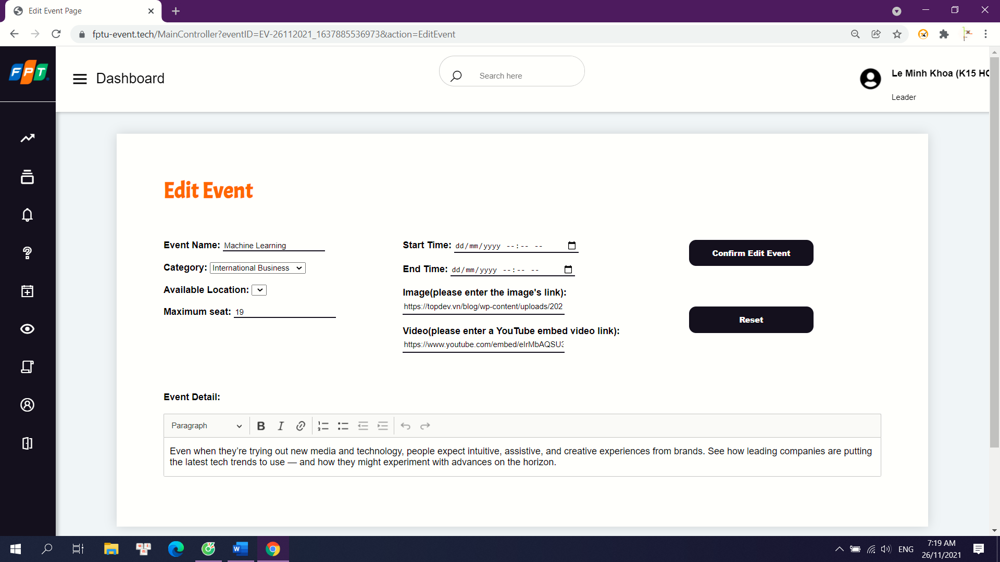 Edit Event Page
fptu-event.tech/MainController?eventID=EV-26112021_1637885536973&action=EditEvent
FPT
Dashboard
Search here
Le Minh Khoa (K15 HC
Leader
Edit Event
Event Name: Machine Learning
Category: International Business
Available Location:
Maximum seat: 19
Start Time: dd/mm/yyyy --:-- --
End Time: dd/mm/yyyy --:-- --
Image(please enter the image's link):
https://topdev.vn/blog/wp-content/uploads/202
Video(please enter a YouTube embed video link):
https://www.youtube.com/embed/eIrMbAQSU3
Confirm Edit Event
Reset
Event Detail:
Paragraph
Even when they’re trying out new media and technology, people expect intuitive, assistive, and creative experiences from brands. See how leading companies are putting
the latest tech trends to use — and how they might experiment with advances on the horizon.
ENG
7:19 AM
26/11/2021